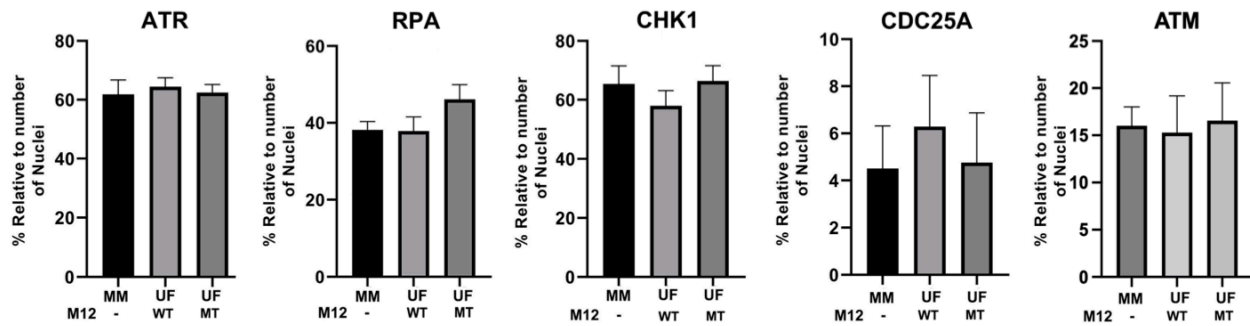 ATR
% Relative to number
of Nuclei
80
60
40
20
0
MM UF UF
M12 - WT MT
RPA
% Relative to number
of Nuclei
60
40
20
0
MM UF UF
M12 - WT MT
CHK1
% Relative to number
of Nuclei
80
60
40
20
0
MM UF UF
M12 - WT MT
CDC25A
% Relative to number
of Nuclei
10
8
6
4
2
0
MM UF UF
M12 - WT MT
ATM
% Relative to number
of Nuclei
25
20
15
10
5
0
MM UF UF
M12 - WT MT